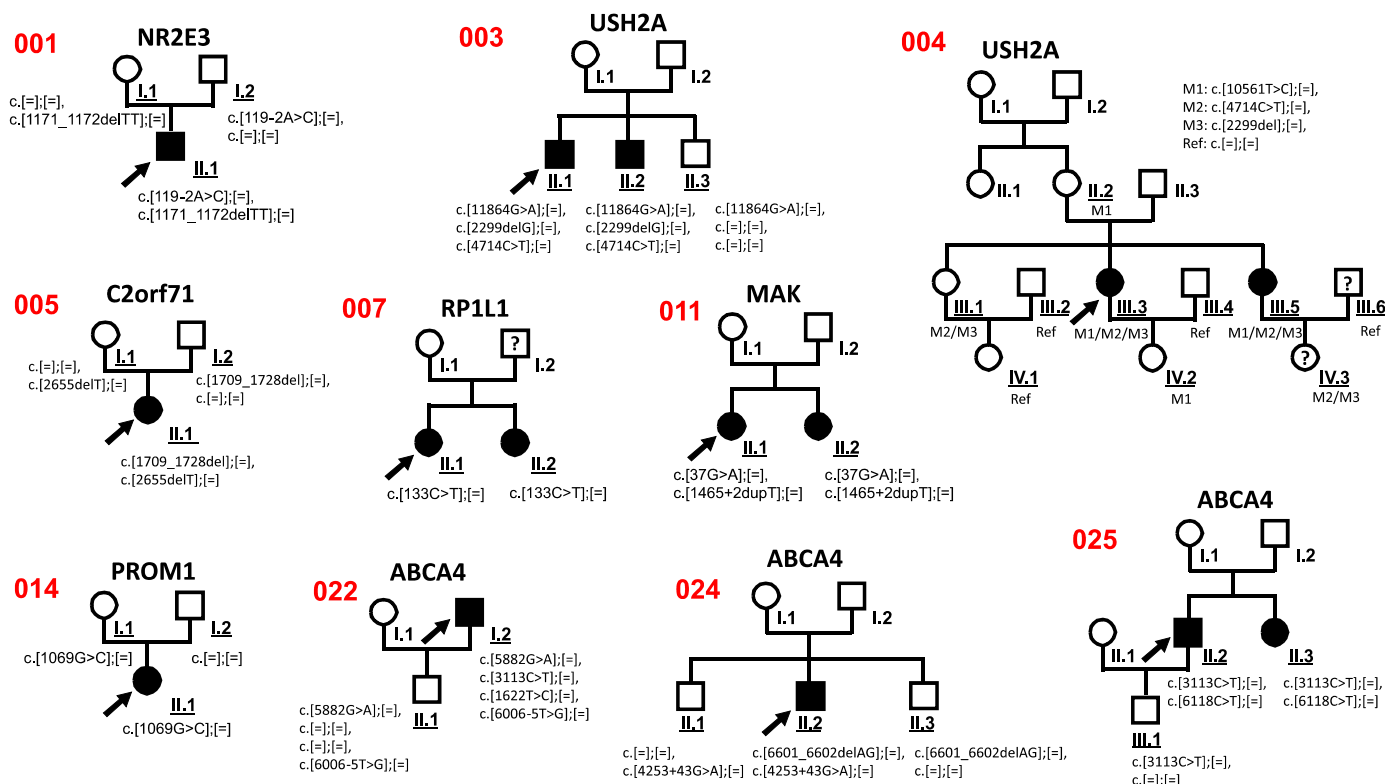 001
NR2E3
I.1
I.2
c.[=];[=],
c.[1171_1172delTT];[=]
c.[119-2A>C];[=],
c.[=];[=]
II.1
c.[119-2A>C];[=],
c.[1171_1172delTT];[=]
003
USH2A
I.1
I.2
II.1
II.2
II.3
c.[11864G>A];[=],
c.[2299delG];[=],
c.[4714C>T];[=]
c.[11864G>A];[=],
c.[2299delG];[=],
c.[4714C>T];[=]
c.[11864G>A];[=],
c.[=];[=],
c.[=];[=]
004
USH2A
M1: c.[10561T>C];[=],
M2: c.[4714C>T];[=],
M3: c.[2299del];[=],
Ref: c.[=];[=]
I.1
I.2
II.1
II.2
M1
II.3
III.1
M2/M3
III.2
Ref
III.3
M1/M2/M3
III.4
Ref
III.5
M1/M2/M3
?
III.6
Ref
IV.1
Ref
IV.2
M1
?
IV.3
M2/M3
005
C2orf71
I.1
I.2
c.[=];[=],
c.[2655delT];[=]
c.[1709_1728del];[=],
c.[=];[=]
II.1
c.[1709_1728del];[=],
c.[2655delT];[=]
007
RP1L1
I.1
?
I.2
II.1
II.2
c.[133C>T];[=]
c.[133C>T];[=]
011
MAK
I.1
I.2
II.1
II.2
c.[37G>A];[=],
c.[1465+2dupT];[=]
c.[37G>A];[=],
c.[1465+2dupT];[=]
014
PROM1
I.1
I.2
c.[1069G>C];[=]
c.[=];[=]
II.1
c.[1069G>C];[=]
022
ABCA4
I.1
I.2
c.[5882G>A];[=],
c.[3113C>T];[=],
c.[1622T>C];[=],
c.[6006-5T>G];[=]
II.1
c.[5882G>A];[=],
c.[=];[=],
c.[=];[=],
c.[6006-5T>G];[=]
024
ABCA4
I.1
I.2
II.1
II.2
II.3
c.[=];[=],
c.[4253+43G>A];[=]
c.[6601_6602delAG];[=],
c.[4253+43G>A];[=]
c.[6601_6602delAG];[=],
c.[=];[=]
025
ABCA4
I.1
I.2
II.1
II.2
II.3
c.[3113C>T];[=],
c.[6118C>T];[=]
c.[3113C>T];[=],
c.[6118C>T];[=]
III.1
c.[3113C>T];[=],
c.[=];[=]